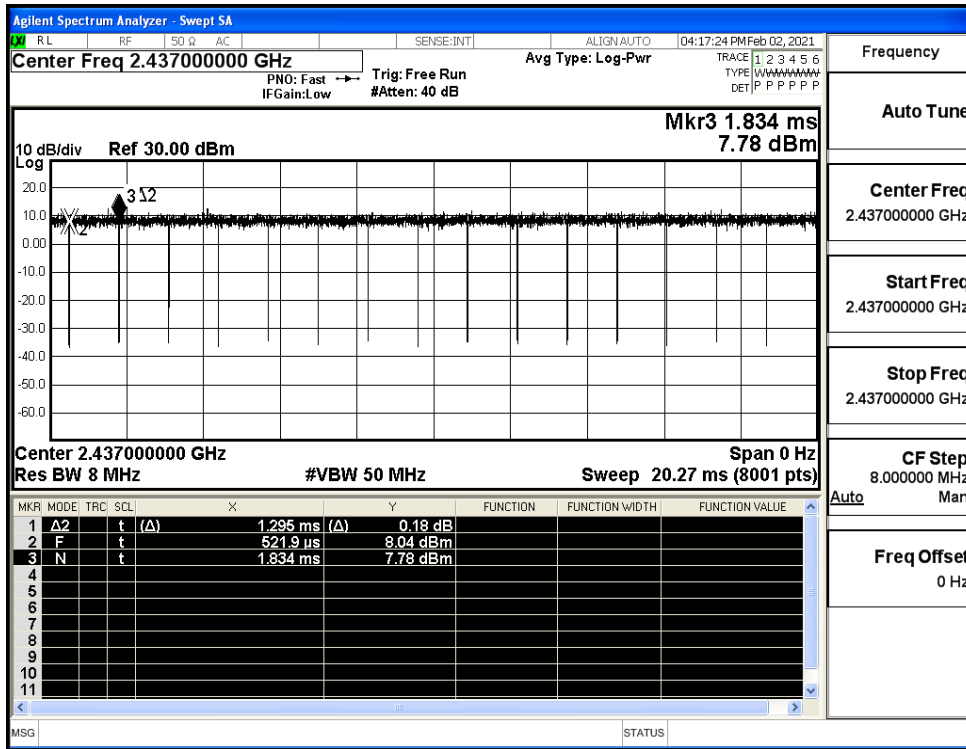 Agilent Spectrum Analyzer - Swept SA
LXI RL RF 50 Ω AC SENSE:INT ALIGN AUTO 04:17:24 PM Feb 02, 2021
Center Freq 2.437000000 GHz
PNO: Fast
IFGain:Low
Trig: Free Run
#Atten: 40 dB
Avg Type: Log-Pwr
TRACE 1 2 3 4 5 6
TYPE
DET P P P P P P
Mkr3 1.834 ms
7.78 dBm
10 dB/div Ref 30.00 dBm
Log
20.0
10.0
0.00
-10.0
-20.0
-30.0
-40.0
-50.0
-60.0
3 Δ2
2
Center 2.437000000 GHz Span 0 Hz
Res BW 8 MHz #VBW 50 MHz Sweep 20.27 ms (8001 pts)
MKR MODE TRC SCL X Y FUNCTION FUNCTION WIDTH FUNCTION VALUE
1 Δ2 t (Δ) 1.295 ms (Δ) 0.18 dB
2 F t 521.9 µs 8.04 dBm
3 N t 1.834 ms 7.78 dBm
4
5
6
7
8
9
10
11
MSG STATUS
Frequency
Auto Tune
Center Freq
2.437000000 GHz
Start Freq
2.437000000 GHz
Stop Freq
2.437000000 GHz
CF Step
8.000000 MHz
Auto Man
Freq Offset
0 Hz